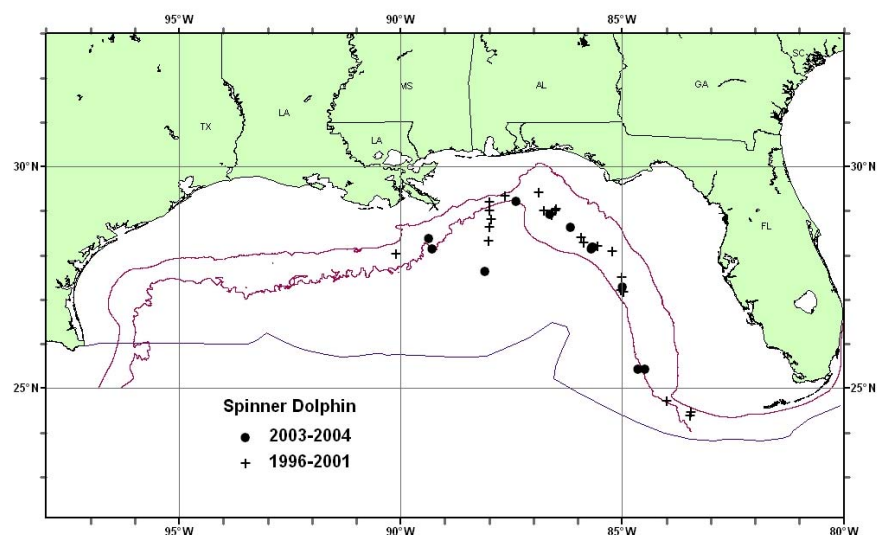 95°W 90°W 85°W 80°W
SC
MS AL GA
LA
TX
LA
30°N 30°N
FL
25°N 25°N
Spinner Dolphin
2003-2004
1996-2001
95°W 90°W 85°W 80°W